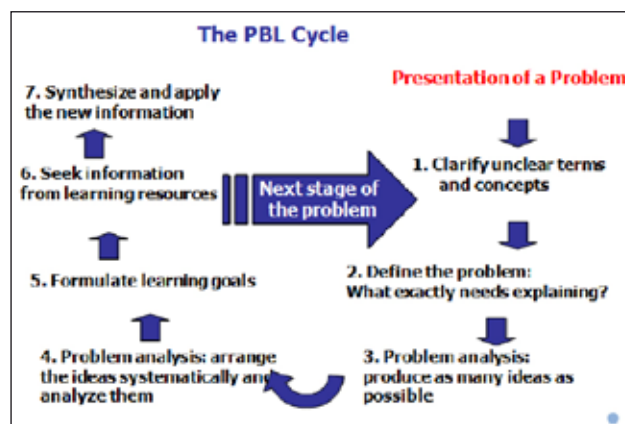 The PBL Cycle
Presentation of a Problem
1. Clarify unclear terms
and concepts
2. Define the problem:
What exactly needs explaining?
3. Problem analysis:
produce as many ideas as
possible
4. Problem analysis: arrange
the ideas systematically and
analyze them
5. Formulate learning goals
6. Seek information
from learning resources
7. Synthesize and apply
the new information
Next stage of
the problem